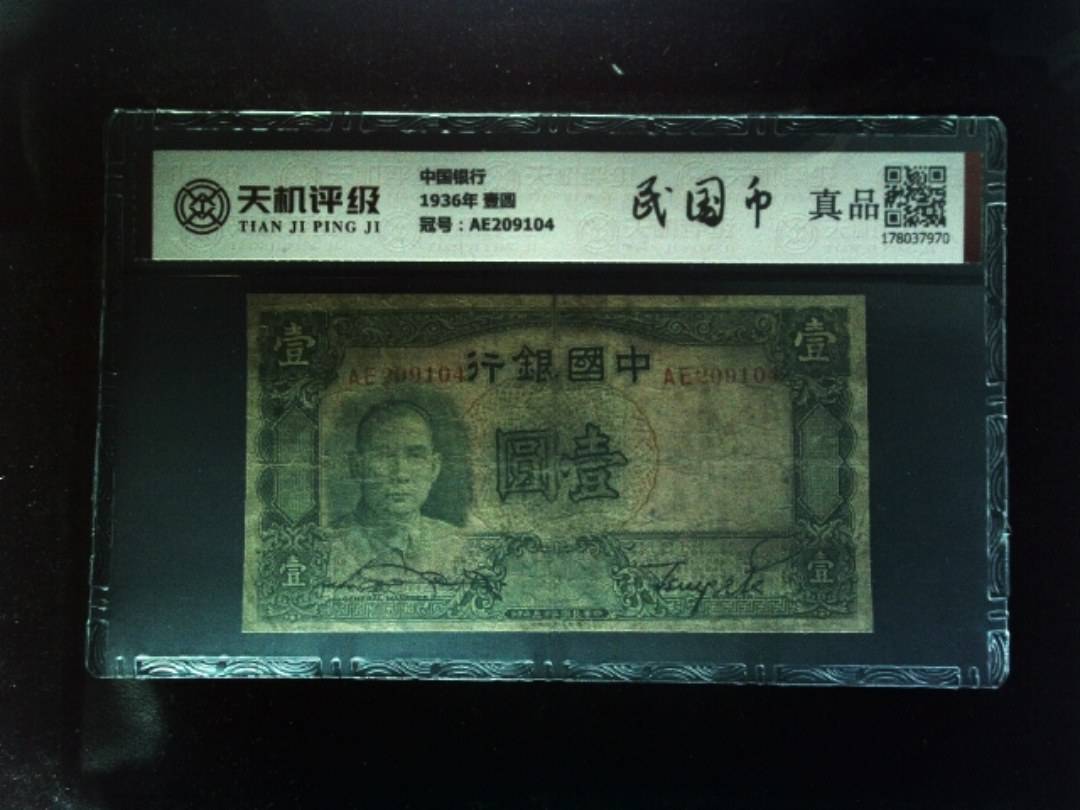 天机评级
TIAN JI PING JI
中国银行
1936年 壹圆
冠号：AE209104
民国币
真品
178037970
壹
壹
行銀國中
AE209104
AE209104
圓壹
壹
壹